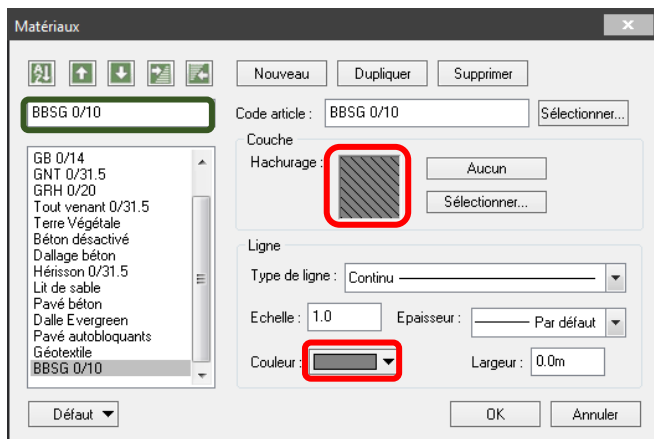 Matériaux
Nouveau Dupliquer Supprimer
BBSG 0/10
Code article : BBSG 0/10 Sélectionner...
GB 0/14
GNT 0/31.5
GRH 0/20
Tout venant 0/31.5
Terre Végétale
Béton désactivé
Dallage béton
Hérisson 0/31.5
Lit de sable
Pavé béton
Dalle Evergreen
Pavé autobloquants
Géotextile
BBSG 0/10
Couche
Hachurage :
Aucun
Sélectionner...
Ligne
Type de ligne : Continu
Echelle : 1.0 Epaisseur : Par défaut
Couleur : Largeur : 0.0m
Défaut OK Annuler